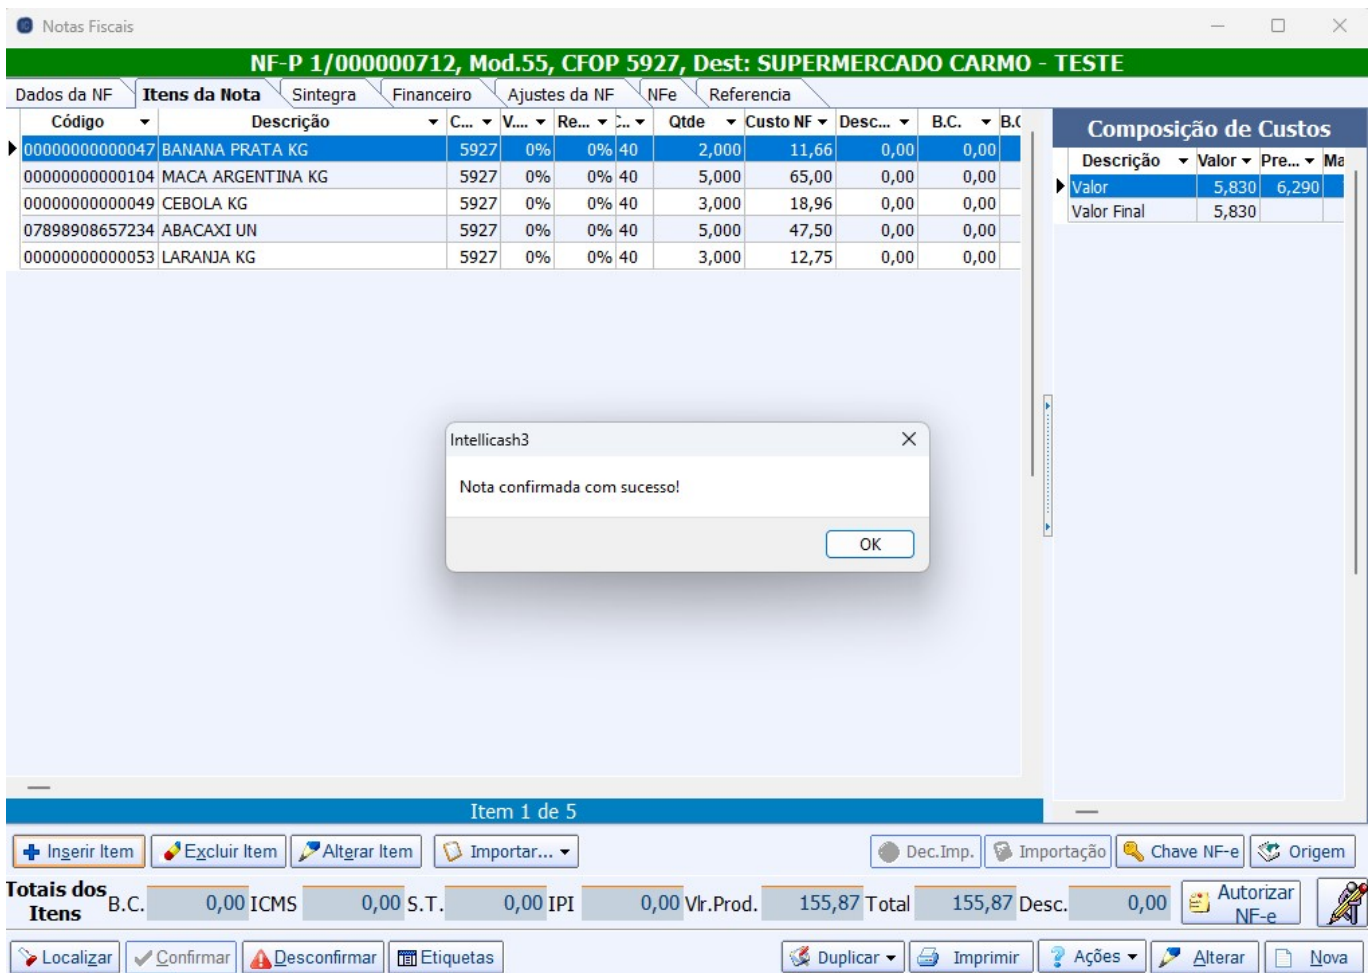 Notas Fiscais
NF-P 1/000000712, Mod.55, CFOP 5927, Dest: SUPERMERCADO CARMO - TESTE
Dados da NF Itens da Nota Sintegra Financeiro Ajustes da NF NFe Referencia
Código Descrição C... V.... Re... C... Qtde Custo NF Desc... B.C. B.C
00000000000047 BANANA PRATA KG 5927 0% 0% 40 2,000 11,66 0,00 0,00
00000000000104 MACA ARGENTINA KG 5927 0% 0% 40 5,000 65,00 0,00 0,00
00000000000049 CEBOLA KG 5927 0% 0% 40 3,000 18,96 0,00 0,00
07898908657234 ABACAXI UN 5927 0% 0% 40 5,000 47,50 0,00 0,00
00000000000053 LARANJA KG 5927 0% 0% 40 3,000 12,75 0,00 0,00
Composição de Custos
Descrição Valor Pre... Ma
Valor 5,830 6,290
Valor Final 5,830
Intellicash3
Nota confirmada com sucesso!
OK
Item 1 de 5
Inserir Item Excluir Item Alterar Item Importar... Dec.Imp. Importação Chave NF-e Origem
Totais dos Itens B.C. 0,00 ICMS 0,00 S.T. 0,00 IPI 0,00 Vlr.Prod. 155,87 Total 155,87 Desc. 0,00 Autorizar NF-e
Localizar Confirmar Desconfirmar Etiquetas Duplicar Imprimir Ações Alterar Nova